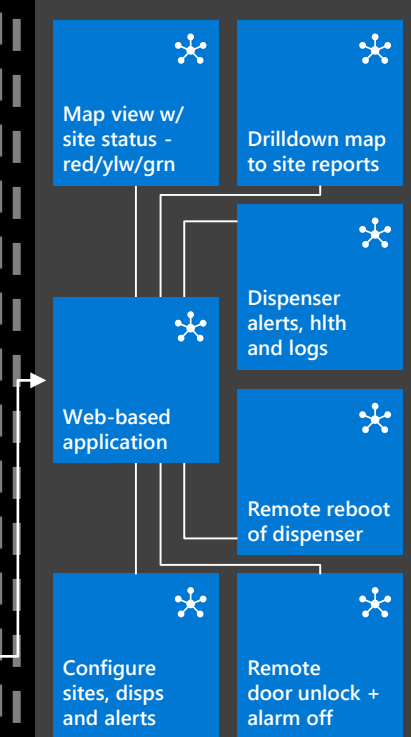 Map view w/
site status -
red/ylw/grn
Drilldown map
to site reports
Dispenser
alerts, hlth
and logs
Web-based
application
Remote reboot
of dispenser
Configure
sites, disps
and alerts
Remote
door unlock +
alarm off